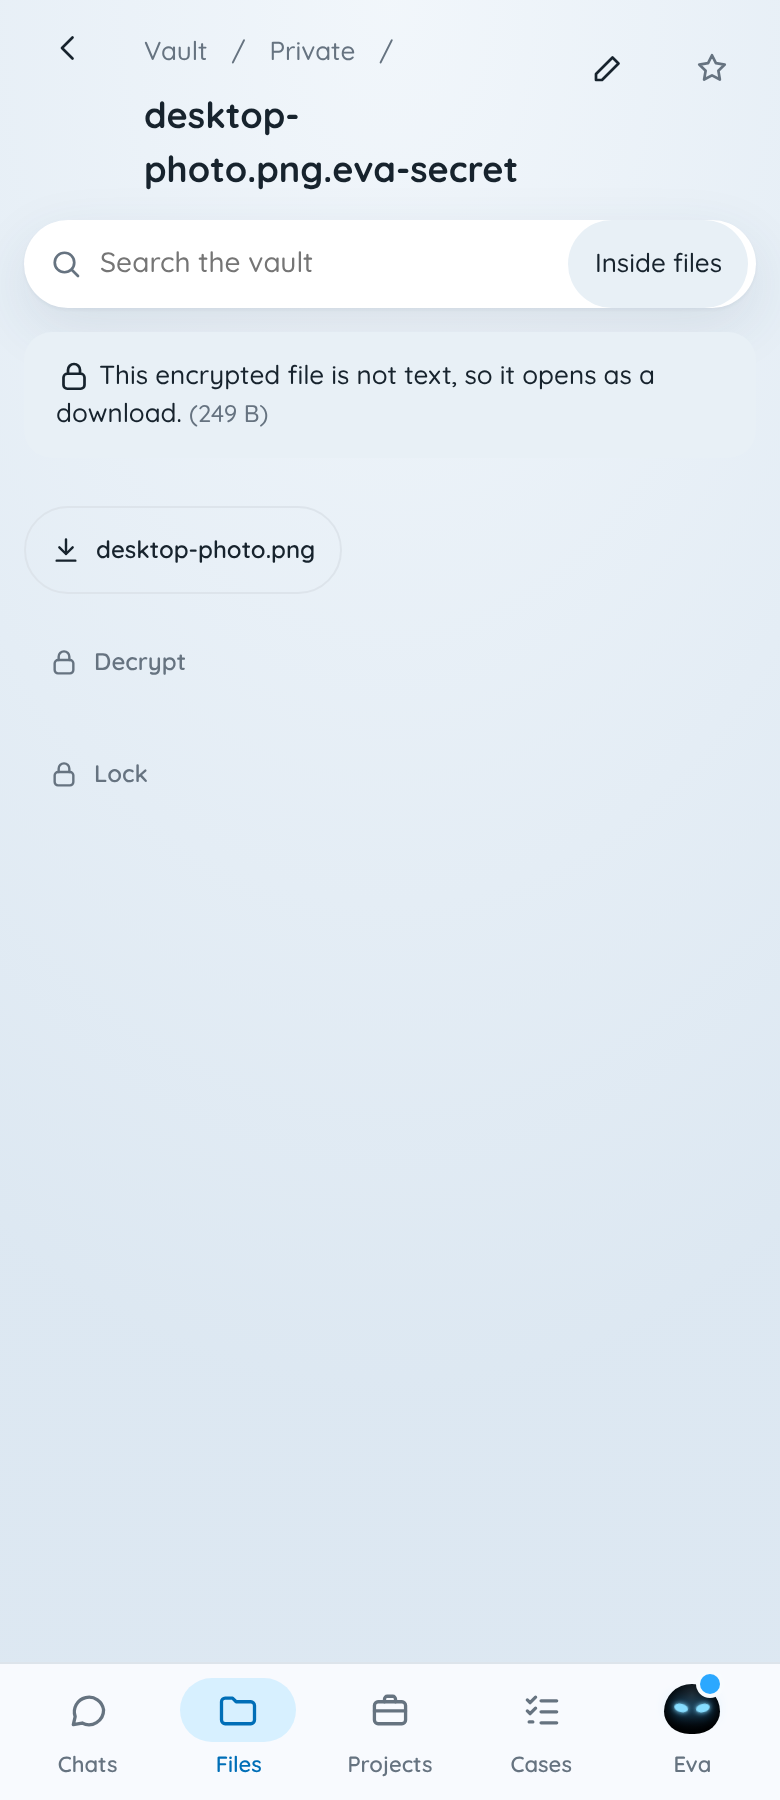 Vault / Private /
desktop-
photo.png.eva-secret
Search the vault
Inside files
This encrypted file is not text, so it opens as a
download. (249 B)
desktop-photo.png
Decrypt
Lock
Chats
Files
Projects
Cases
Eva